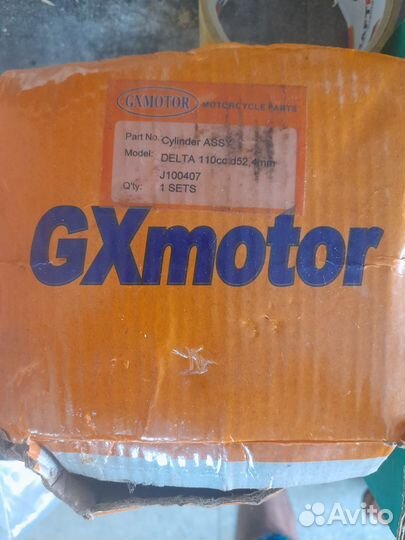 GXMOTOR MOTORCYCLE PARTS
Part No. Cylinder ASSY
Model: DELTA 110cc d52,4mm
J100407
Q'ty: 1 SETS
GXmotor
Avito